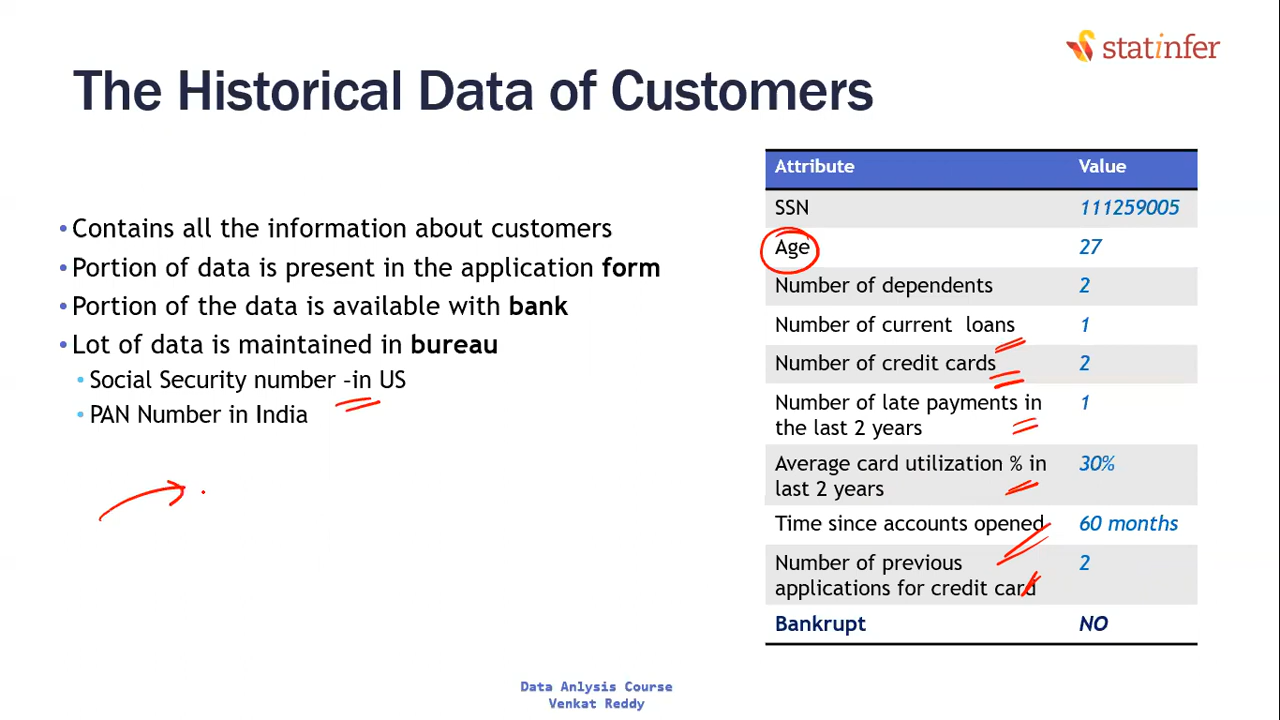 statinfer
The Historical Data of Customers
•Contains all the information about customers
•Portion of data is present in the application form
•Portion of the data is available with bank
•Lot of data is maintained in bureau
•Social Security number -in US
•PAN Number in India
Attribute Value
SSN 111259005
Age 27
Number of dependents 2
Number of current loans 1
Number of credit cards 2
Number of late payments in 1
the last 2 years
Average card utilization % in 30%
last 2 years
Time since accounts opened 60 months
Number of previous 2
applications for credit card
Bankrupt NO
Data Anlysis Course
Venkat Reddy